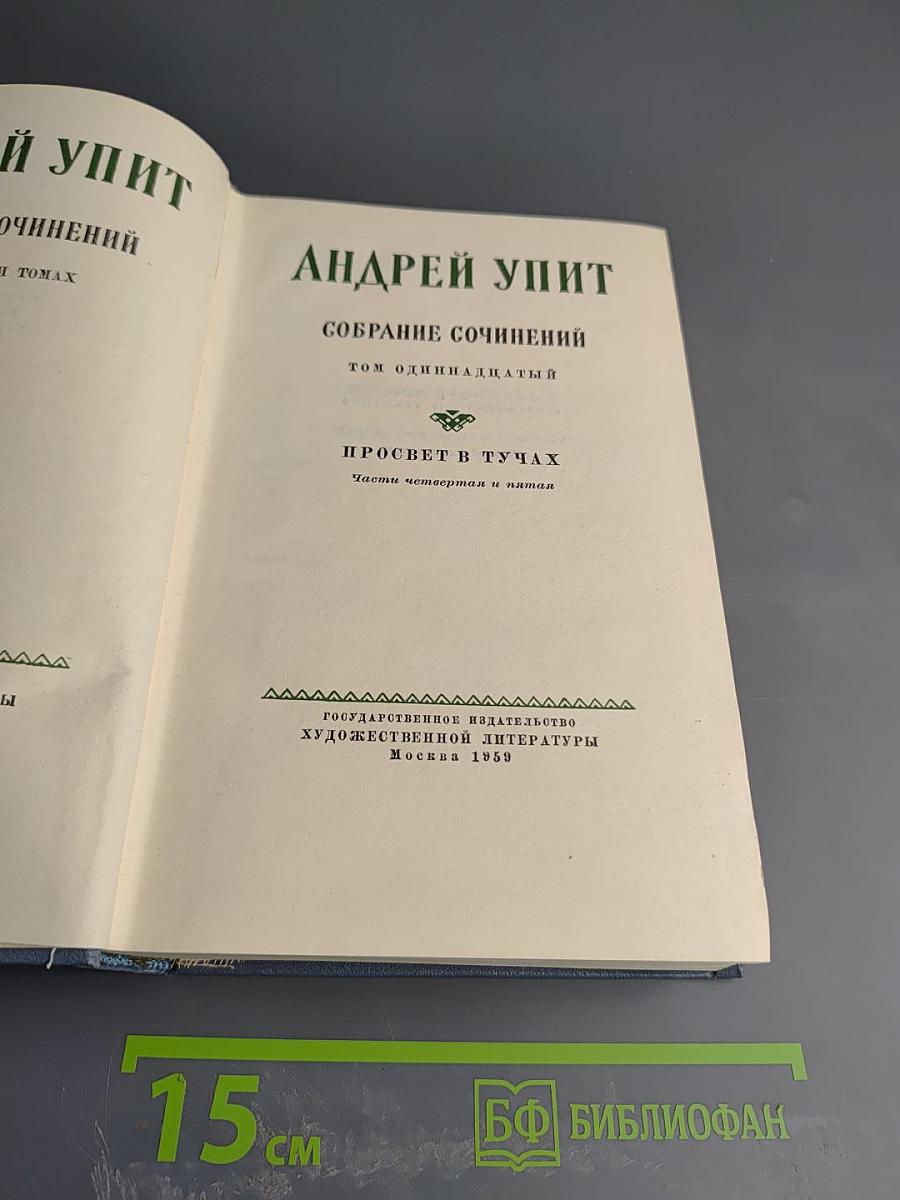 Й УПИТ
ОЧИНЕНИЙ
И ТОМАХ
Ы
АНДРЕЙ УПИТ
СОБРАНИЕ СОЧИНЕНИЙ
ТОМ ОДИННАДЦАТЫЙ
ПРОСВЕТ В ТУЧАХ
Части четвертая и пятая
ГОСУДАРСТВЕННОЕ ИЗДАТЕЛЬСТВО
ХУДОЖЕСТВЕННОЙ ЛИТЕРАТУРЫ
Москва 1959
15 см
БФ БИБЛИОФАН